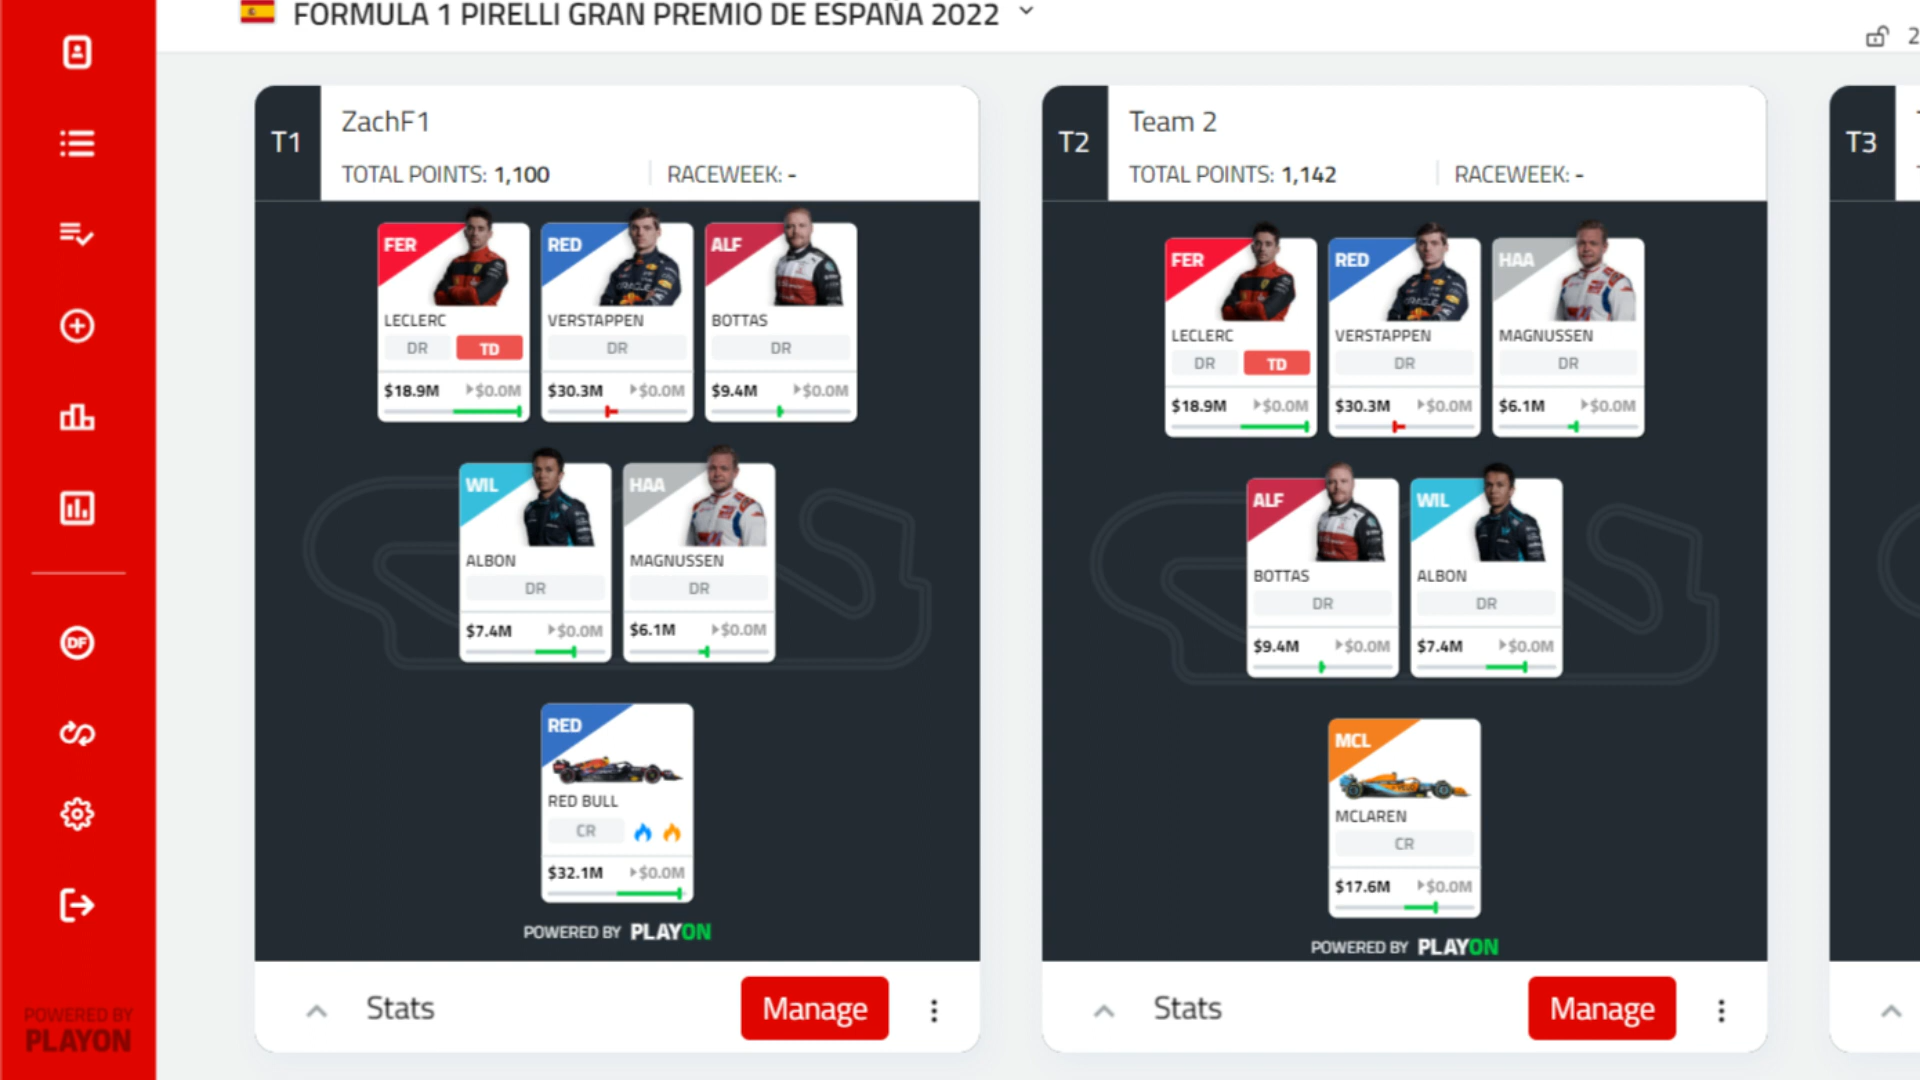 FORMULA 1 PIRELLI GRAN PREMIO DE ESPAÑA 2022
2
T1
ZachF1
TOTAL POINTS: 1,100
RACEWEEK: -
FER
LECLERC
DR TD
$18.9M $0.0M
RED
VERSTAPPEN
DR
$30.3M $0.0M
ALF
BOTTAS
DR
$9.4M $0.0M
WIL
ALBON
DR
$7.4M $0.0M
HAA
MAGNUSSEN
DR
$6.1M $0.0M
RED
RED BULL
CR
$32.1M $0.0M
POWERED BY PLAYON
Stats
Manage
T2
Team 2
TOTAL POINTS: 1,142
RACEWEEK: -
FER
LECLERC
DR TD
$18.9M $0.0M
RED
VERSTAPPEN
DR
$30.3M $0.0M
HAA
MAGNUSSEN
DR
$6.1M $0.0M
ALF
BOTTAS
DR
$9.4M $0.0M
WIL
ALBON
DR
$7.4M $0.0M
MCL
MCLAREN
CR
$17.6M $0.0M
POWERED BY PLAYON
Stats
Manage
T3
DF
POWERED BY
PLAYON